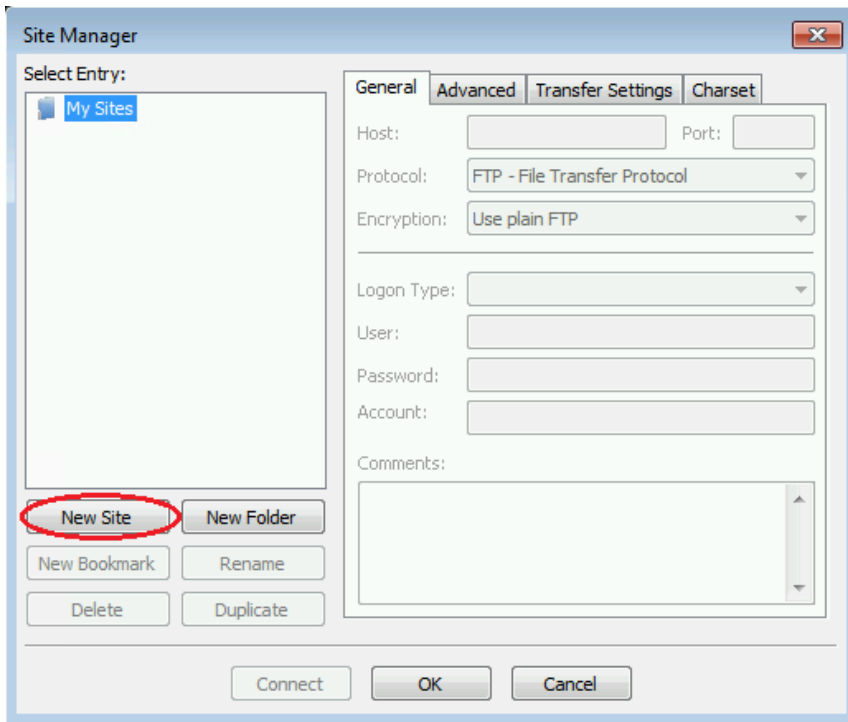 Site Manager
Select Entry:
My Sites
General Advanced Transfer Settings Charset
Host: Port:
Protocol: FTP - File Transfer Protocol
Encryption: Use plain FTP
Logon Type:
User:
Password:
Account:
Comments:
New Site New Folder
New Bookmark Rename
Delete Duplicate
Connect OK Cancel